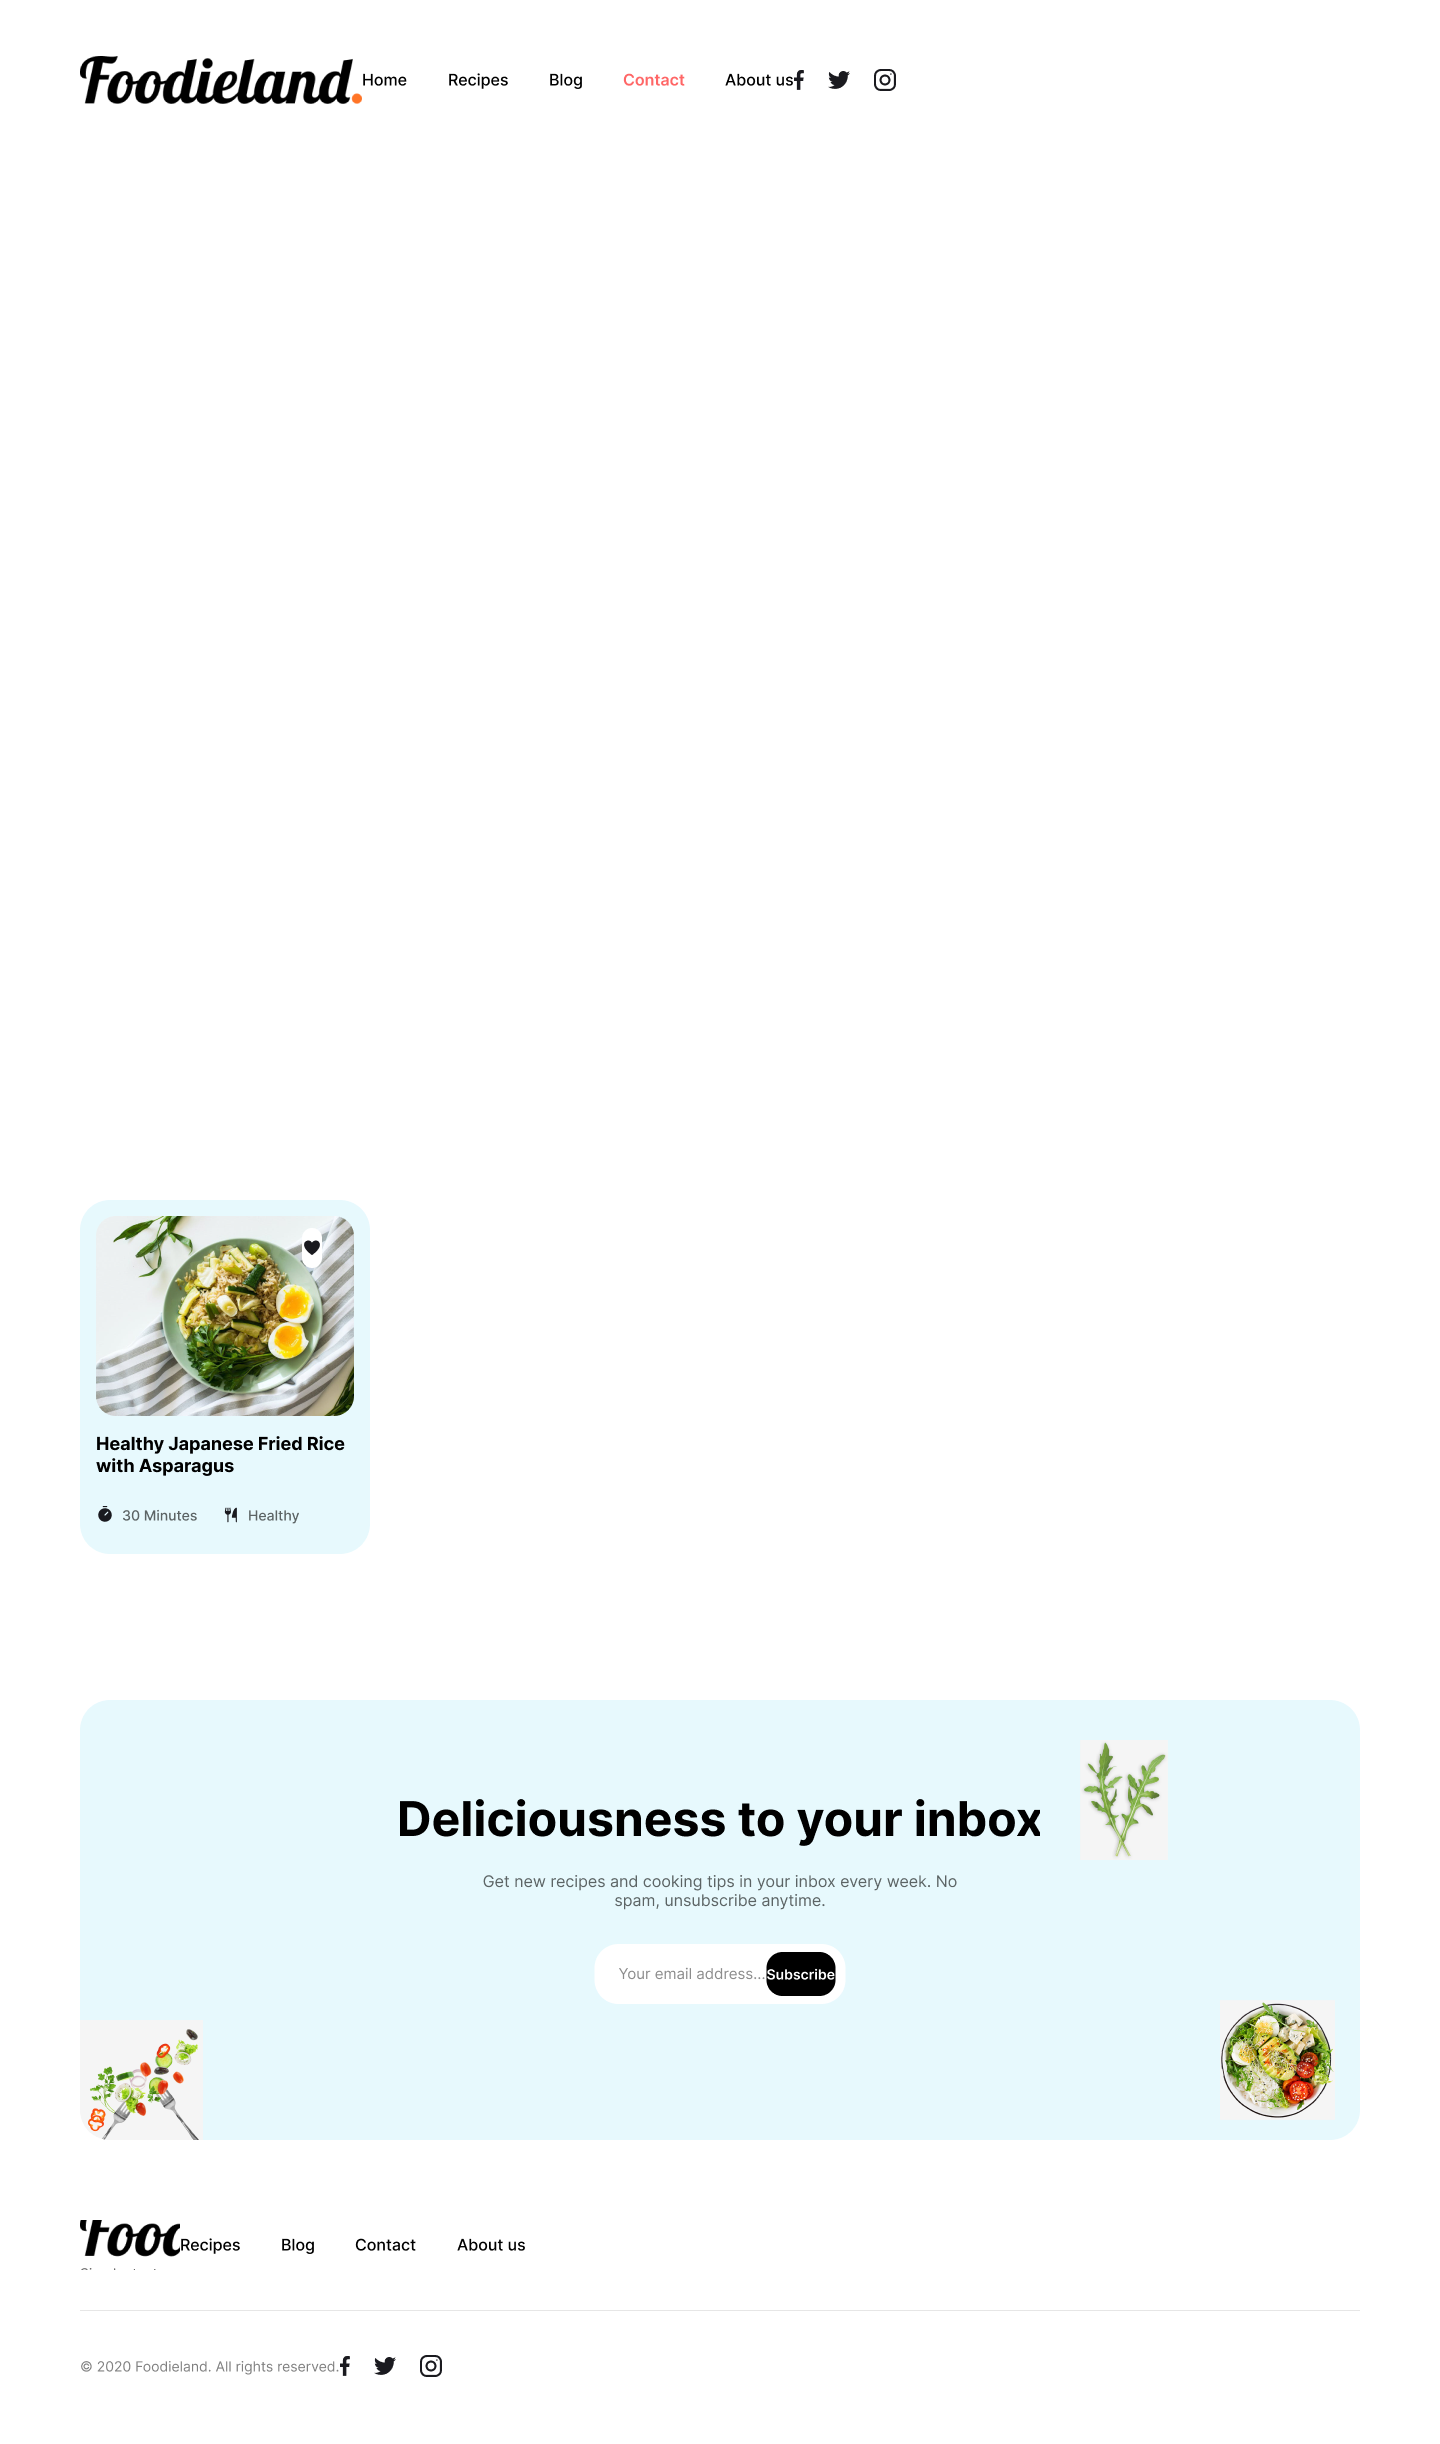 Foodieland.
Home Recipes Blog Contact About us
Healthy Japanese Fried Rice
with Asparagus
30 Minutes Healthy
Deliciousness to your inbox
Get new recipes and cooking tips in your inbox every week. No
spam, unsubscribe anytime.
Your email address... Subscribe
Recipes Blog Contact About us
© 2020 Foodieland. All rights reserved.